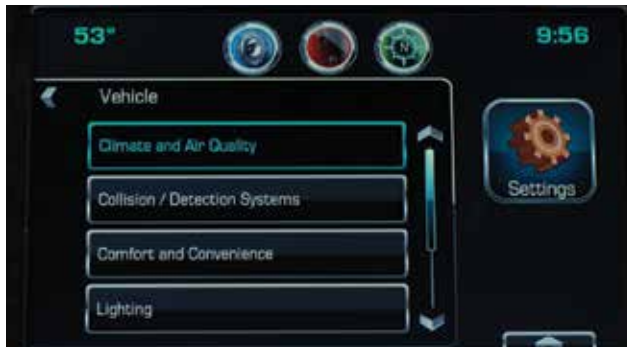 53°
N
9:56
Vehicle
Climate and Air Quality
Collision / Detection Systems
Comfort and Convenience
Lighting
Settings